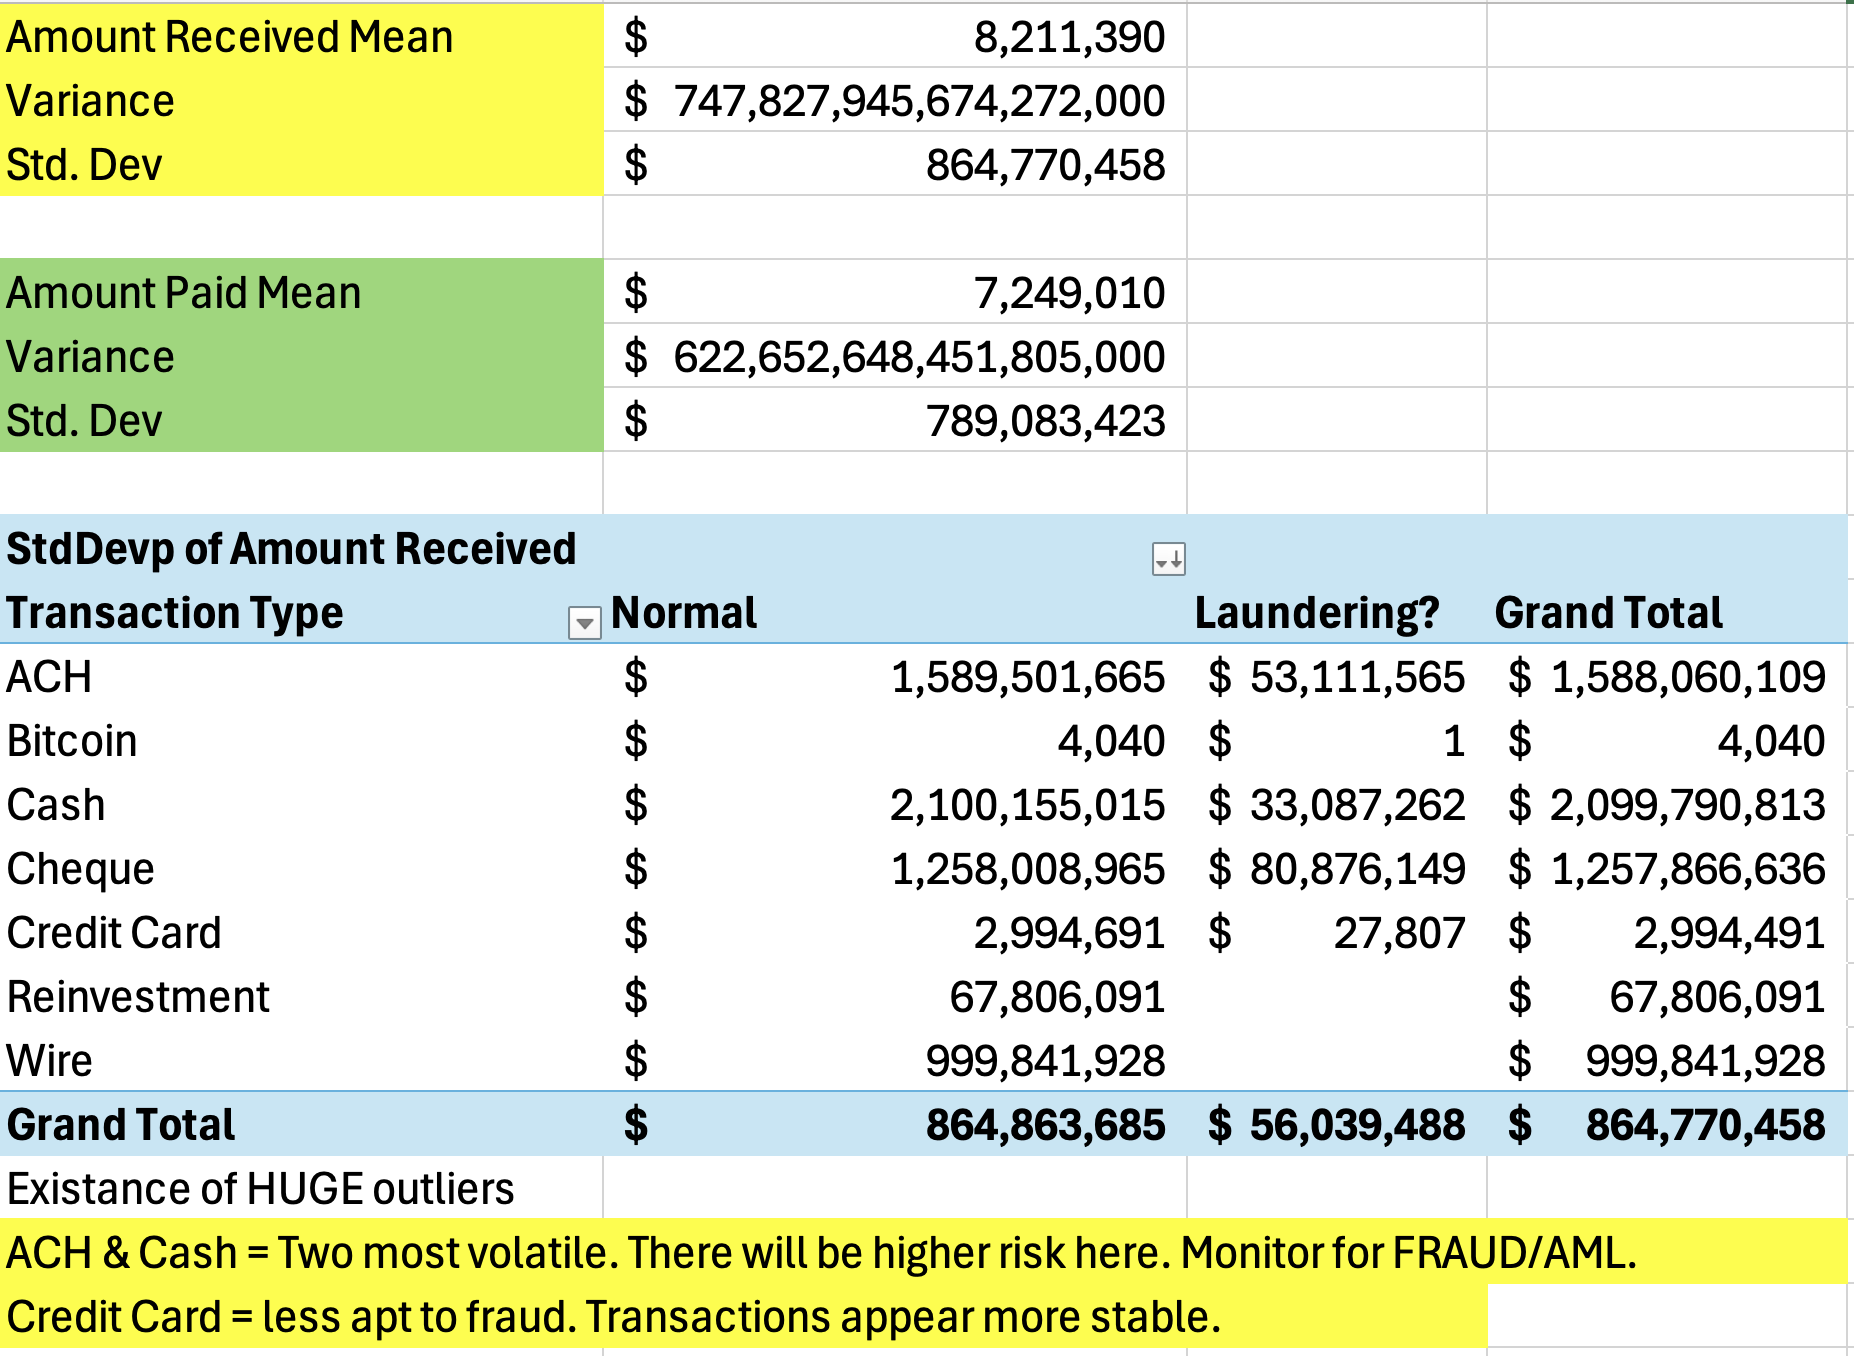 Amount Received Mean $ 8,211,390
Variance $ 747,827,945,674,272,000
Std. Dev $ 864,770,458
Amount Paid Mean $ 7,249,010
Variance $ 622,652,648,451,805,000
Std. Dev $ 789,083,423
StdDevp of Amount Received
Transaction Type Normal Laundering? Grand Total
ACH $ 1,589,501,665 $ 53,111,565 $ 1,588,060,109
Bitcoin $ 4,040 $ 1 $ 4,040
Cash $ 2,100,155,015 $ 33,087,262 $ 2,099,790,813
Cheque $ 1,258,008,965 $ 80,876,149 $ 1,257,866,636
Credit Card $ 2,994,691 $ 27,807 $ 2,994,491
Reinvestment $ 67,806,091 $ 67,806,091
Wire $ 999,841,928 $ 999,841,928
Grand Total $ 864,863,685 $ 56,039,488 $ 864,770,458
Existance of HUGE outliers
ACH & Cash = Two most volatile. There will be higher risk here. Monitor for FRAUD/AML.
Credit Card = less apt to fraud. Transactions appear more stable.